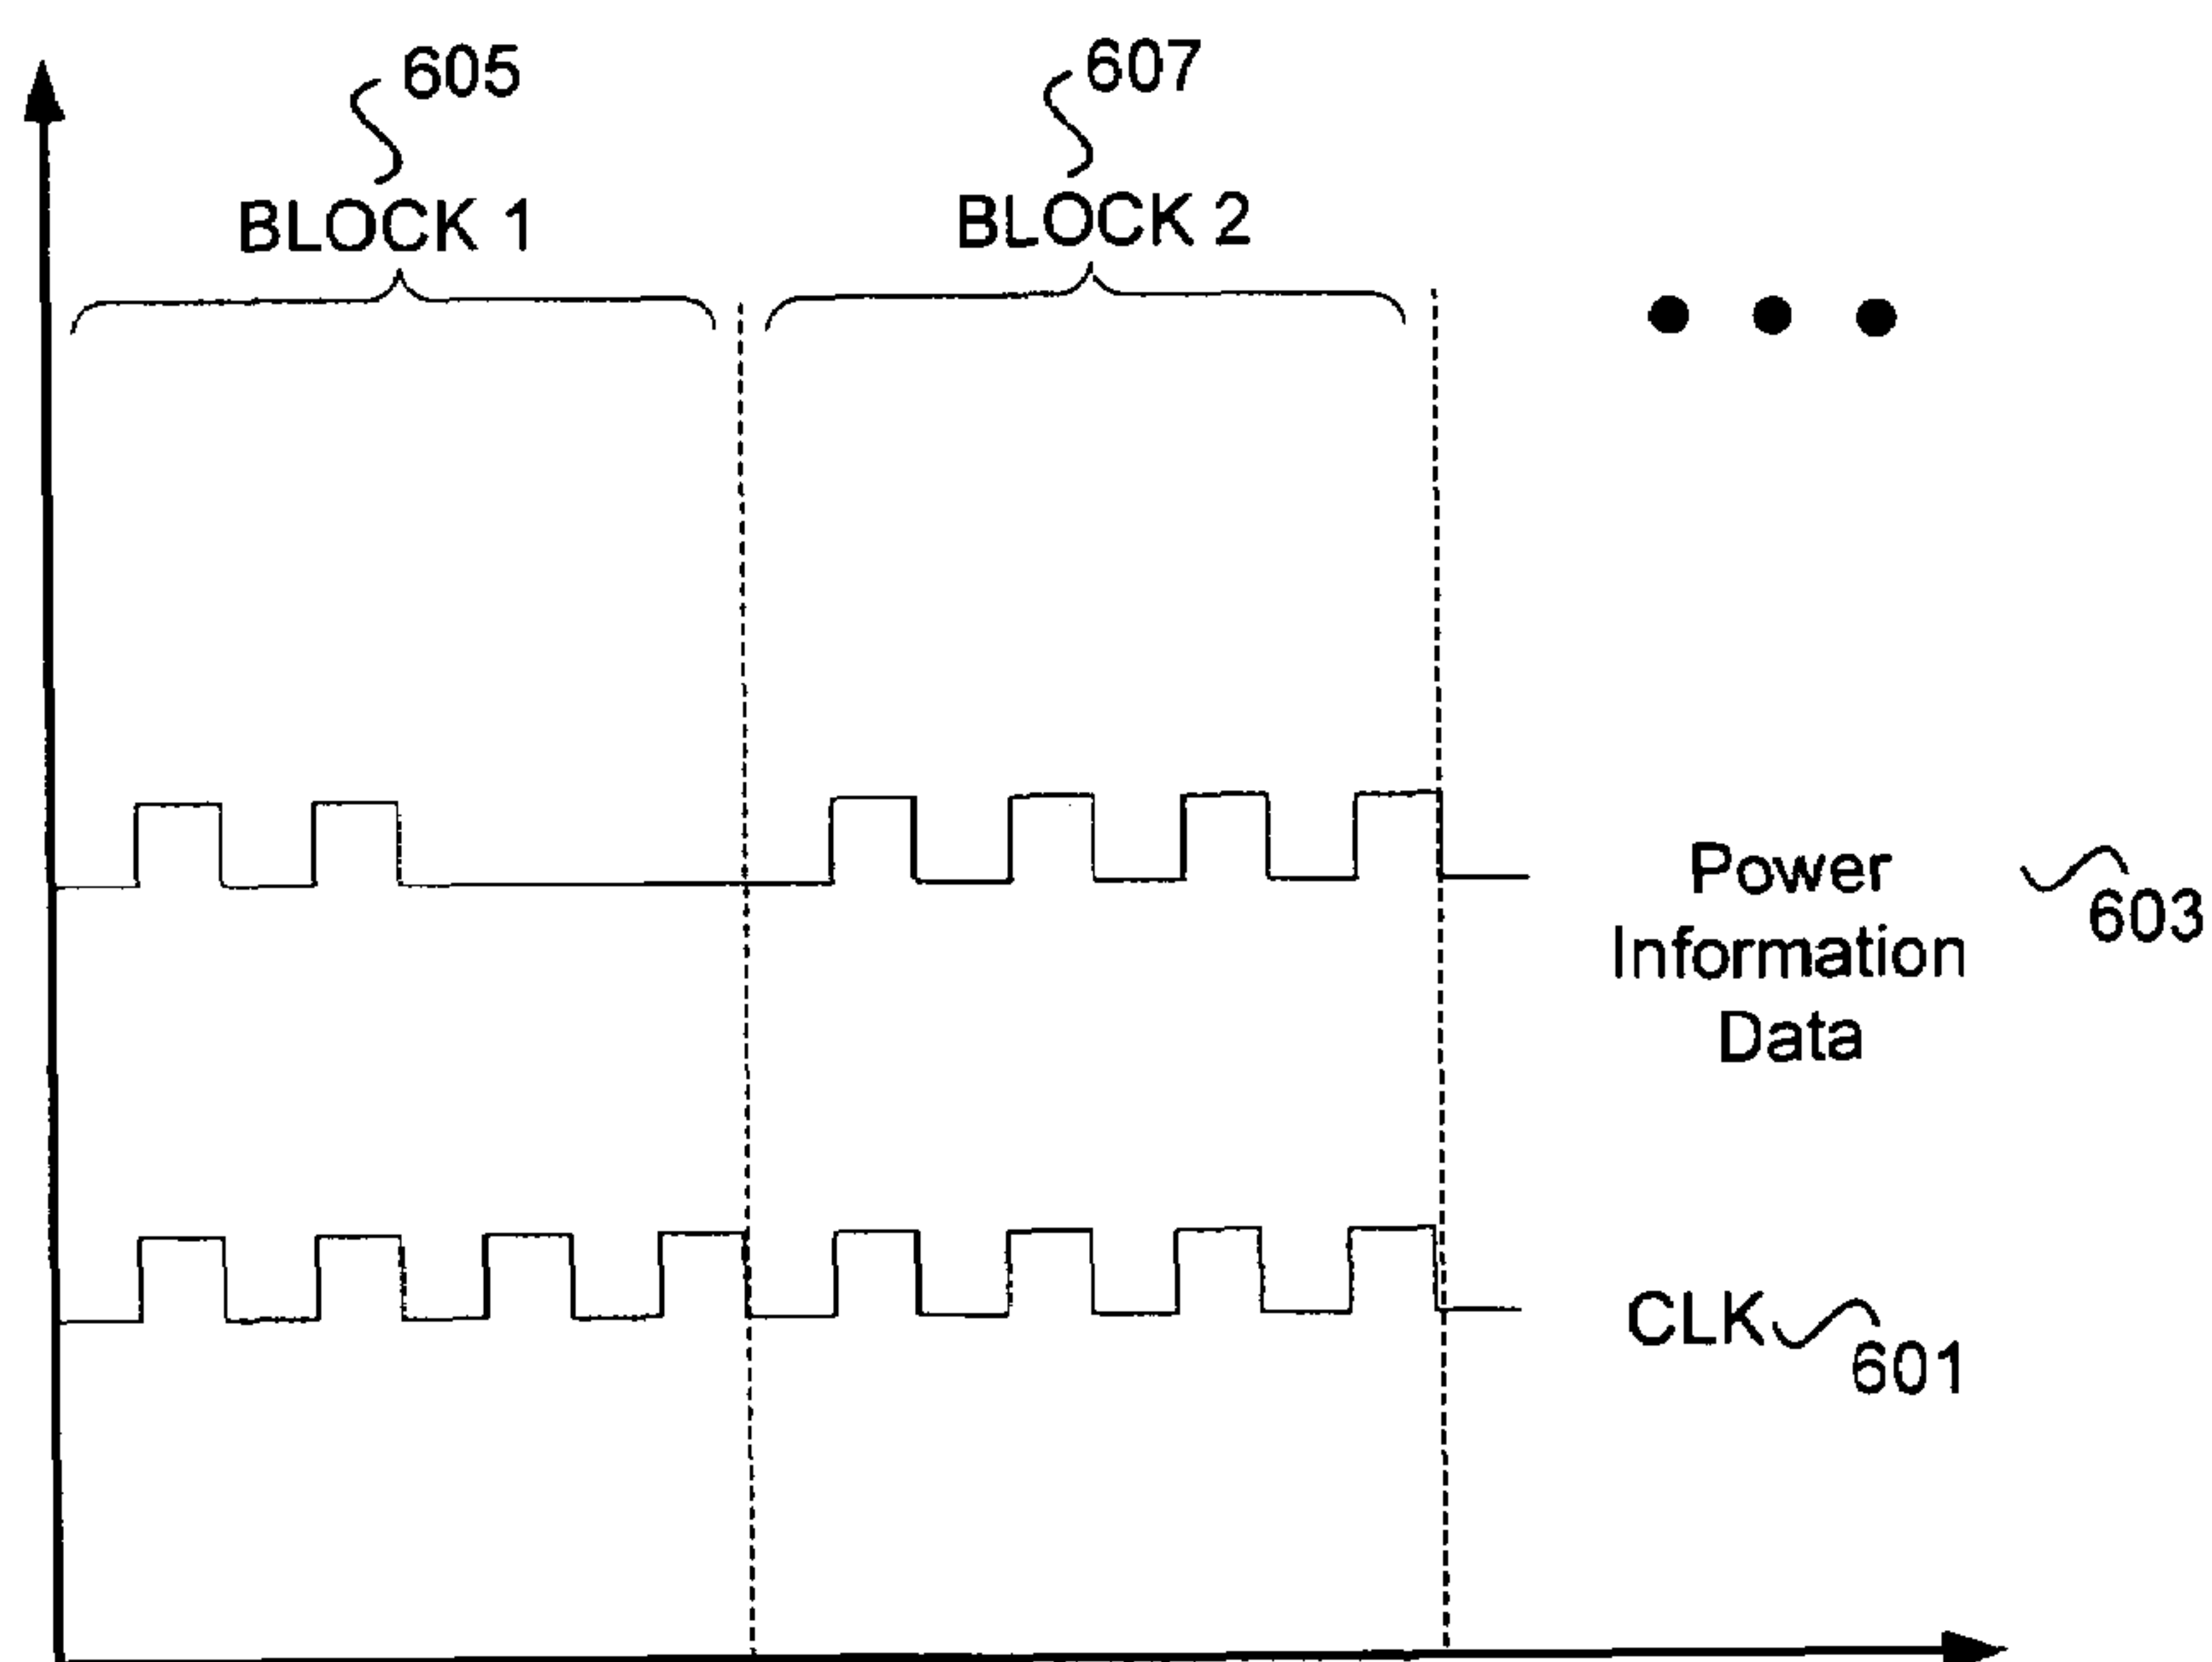 605
607
BLOCK 1
BLOCK 2
Power
Information
Data
603
CLK
601